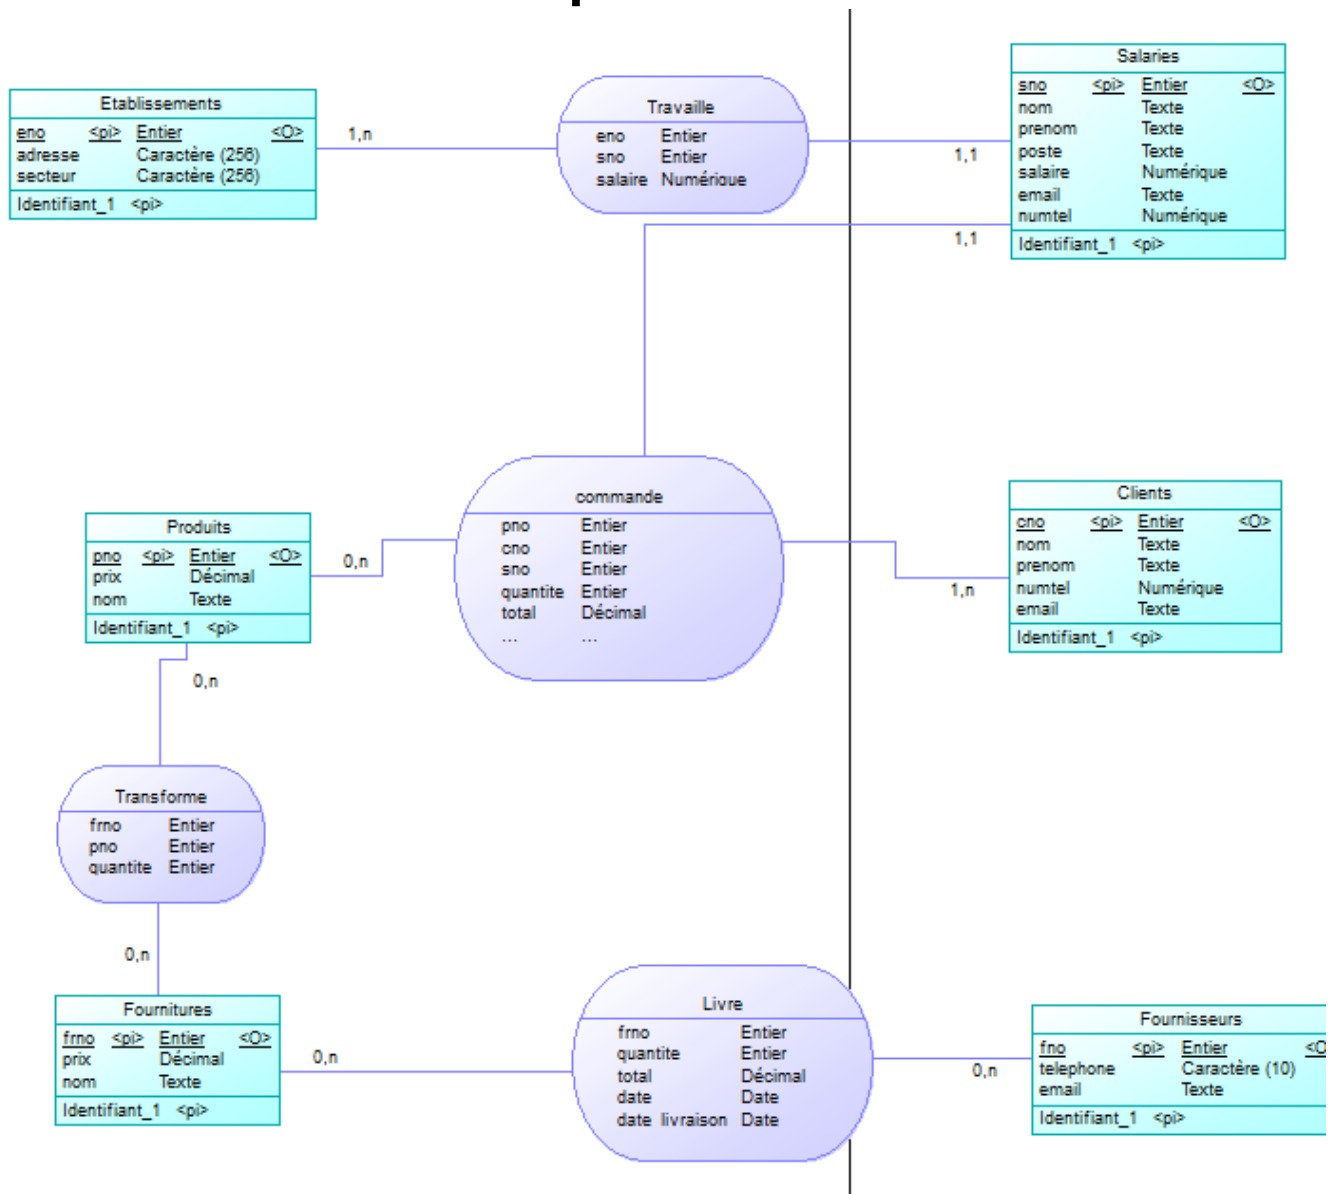 Etablissements
eno <pi> Entier <O>
adresse Caractère (256)
secteur Caractère (256)
Identifiant_1 <pi>
1,n
Travaille
eno Entier
sno Entier
salaire Numérique
1,1
Salaries
sno <pi> Entier <O>
nom Texte
prenom Texte
poste Texte
salaire Numérique
email Texte
numtel Numérique
Identifiant_1 <pi>
1,1
commande
pno Entier
cno Entier
sno Entier
quantite Entier
total Décimal
... ...
Produits
pno <pi> Entier <O>
prix Décimal
nom Texte
Identifiant_1 <pi>
0,n
Clients
cno <pi> Entier <O>
nom Texte
prenom Texte
numtel Numérique
email Texte
Identifiant_1 <pi>
1,n
0,n
Transforme
frno Entier
pno Entier
quantite Entier
0,n
Fournitures
frno <pi> Entier <O>
prix Décimal
nom Texte
Identifiant_1 <pi>
0,n
Livre
frno Entier
quantite Entier
total Décimal
date Date
date livraison Date
0,n
Fournisseurs
fno <pi> Entier <O
telephone Caractère (10)
email Texte
Identifiant_1 <pi>